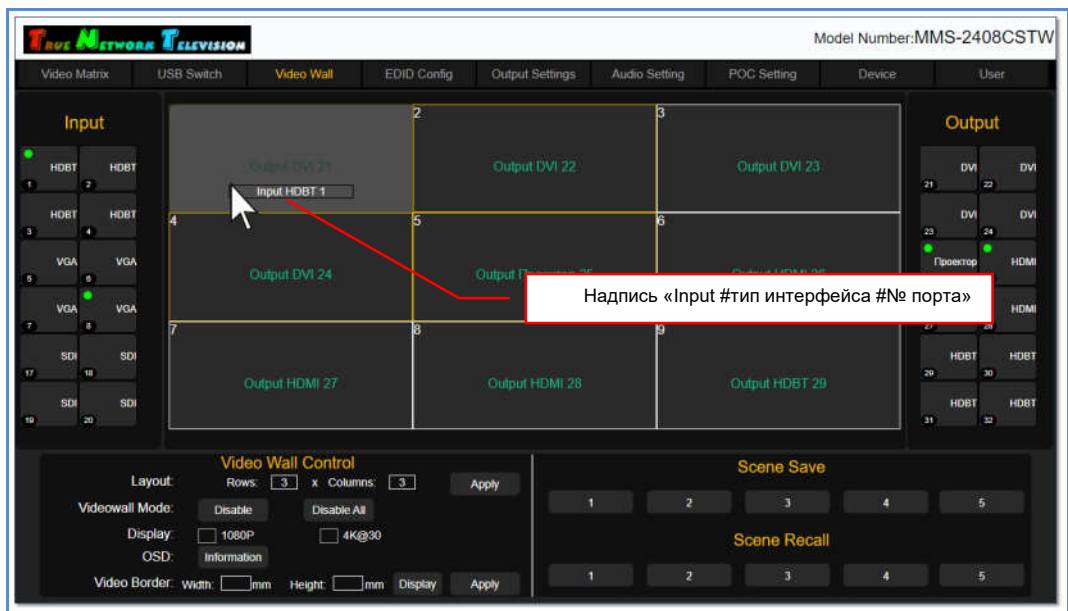 TRUE NETWORK TELEVISION
Model Number:MMS-2408CSTW
Video Matrix USB Switch Video Wall EDID Config Output Settings Audio Setting POC Setting Device User
Input
HDBT HDBT
1 2
HDBT HDBT
3 4
VGA VGA
5 6
VGA VGA
7 8
SDI SDI
17 18
SDI SDI
19 20
Output DVI 21
Input HDBT 1
2
Output DVI 22
3
Output DVI 23
4
Output DVI 24
5
Output
6
Надпись «Input #тип интерфейса #№ порта»
7
Output HDMI 27
8
Output HDMI 28
9
Output HDBT 29
Output
DVI DVI
21 22
DVI DVI
23 24
Проектор HDMI
HDMI
HDBT HDBT
29 30
HDBT HDBT
31 32
Video Wall Control
Layout: Rows: 3 x Columns: 3 Apply
Videowall Mode: Disable Disable All
Display: 1080P 4K@30
OSD: Information
Video Border: Width: mm Height: mm Display Apply
Scene Save
1 2 3 4 5
Scene Recall
1 2 3 4 5